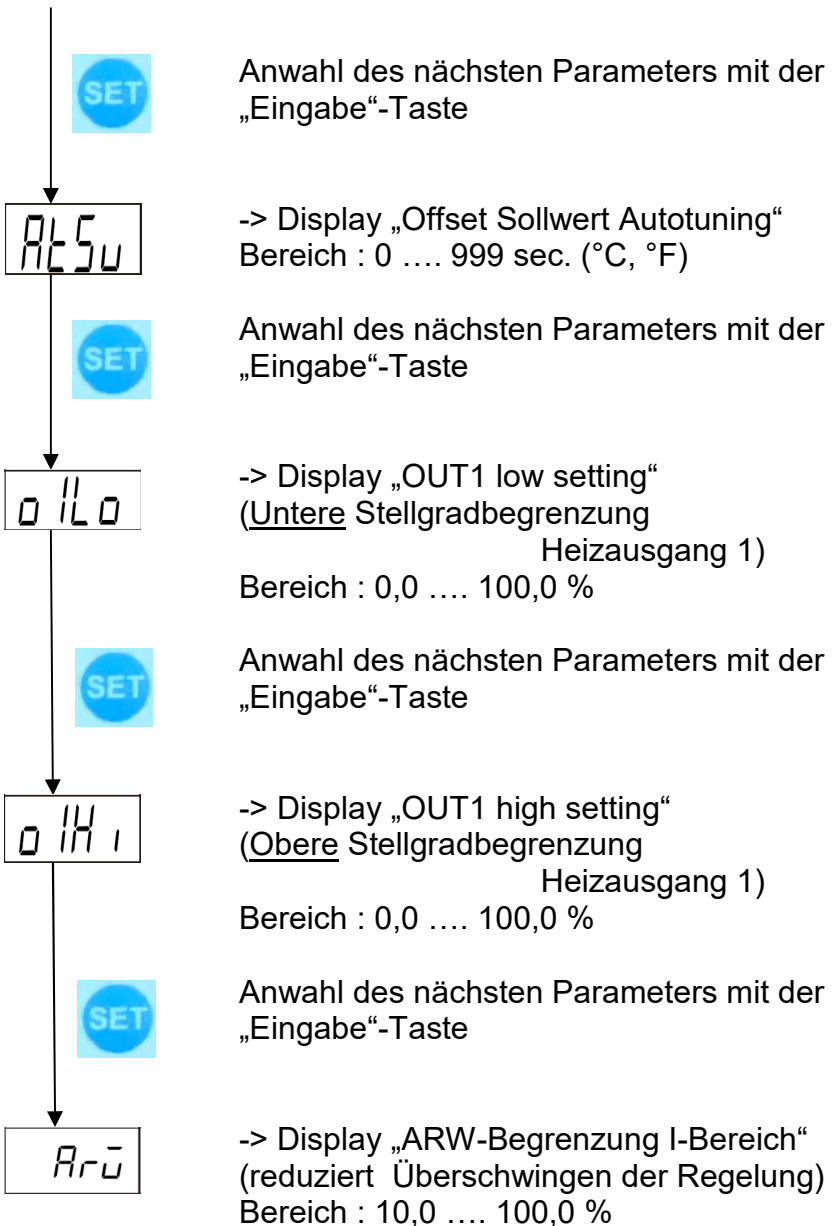 SET
Anwahl des nächsten Parameters mit der
„Eingabe“-Taste
AtSu
-> Display „Offset Sollwert Autotuning“
Bereich : 0 …. 999 sec. (°C, °F)
SET
Anwahl des nächsten Parameters mit der
„Eingabe“-Taste
o1Lo
-> Display „OUT1 low setting“
(Untere Stellgradbegrenzung
Heizausgang 1)
Bereich : 0,0 …. 100,0 %
SET
Anwahl des nächsten Parameters mit der
„Eingabe“-Taste
o1Hi
-> Display „OUT1 high setting“
(Obere Stellgradbegrenzung
Heizausgang 1)
Bereich : 0,0 …. 100,0 %
SET
Anwahl des nächsten Parameters mit der
„Eingabe“-Taste
Arū
-> Display „ARW-Begrenzung I-Bereich“
(reduziert Überschwingen der Regelung)
Bereich : 10,0 …. 100,0 %